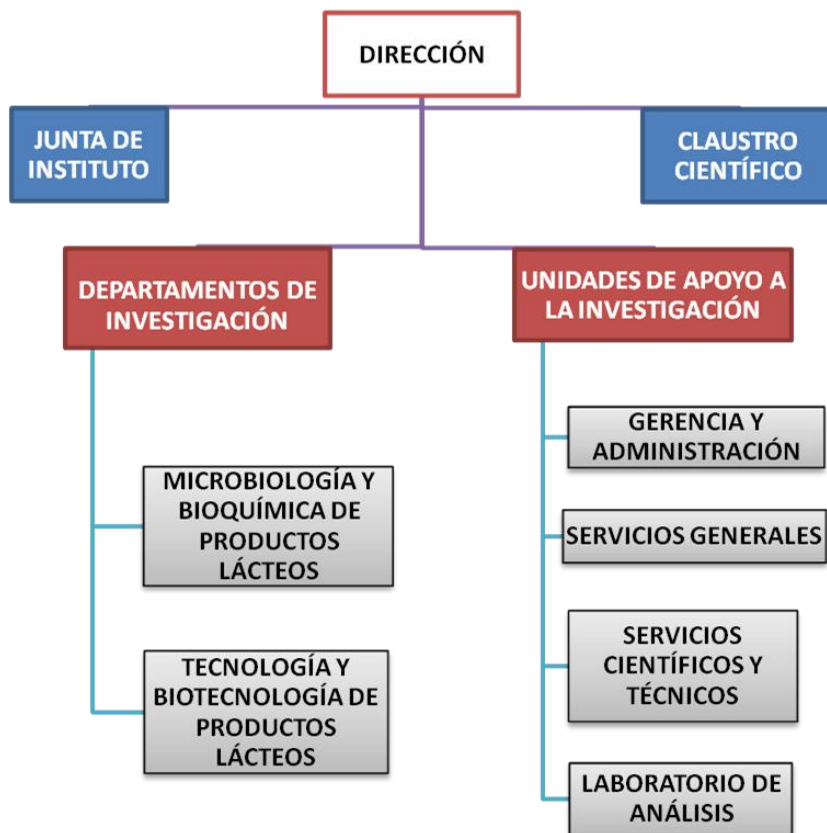 DIRECCIÓN
JUNTA DE
INSTITUTO
CLAUSTRO
CIENTÍFICO
DEPARTAMENTOS DE
INVESTIGACIÓN
UNIDADES DE APOYO A
LA INVESTIGACIÓN
MICROBIOLOGÍA Y
BIOQUÍMICA DE
PRODUCTOS
LÁCTEOS
TECNOLOGÍA Y
BIOTECNOLOGÍA DE
PRODUCTOS
LÁCTEOS
GERENCIA Y
ADMINISTRACIÓN
SERVICIOS GENERALES
SERVICIOS
CIENTÍFICOS Y
TÉCNICOS
LABORATORIO DE
ANÁLISIS